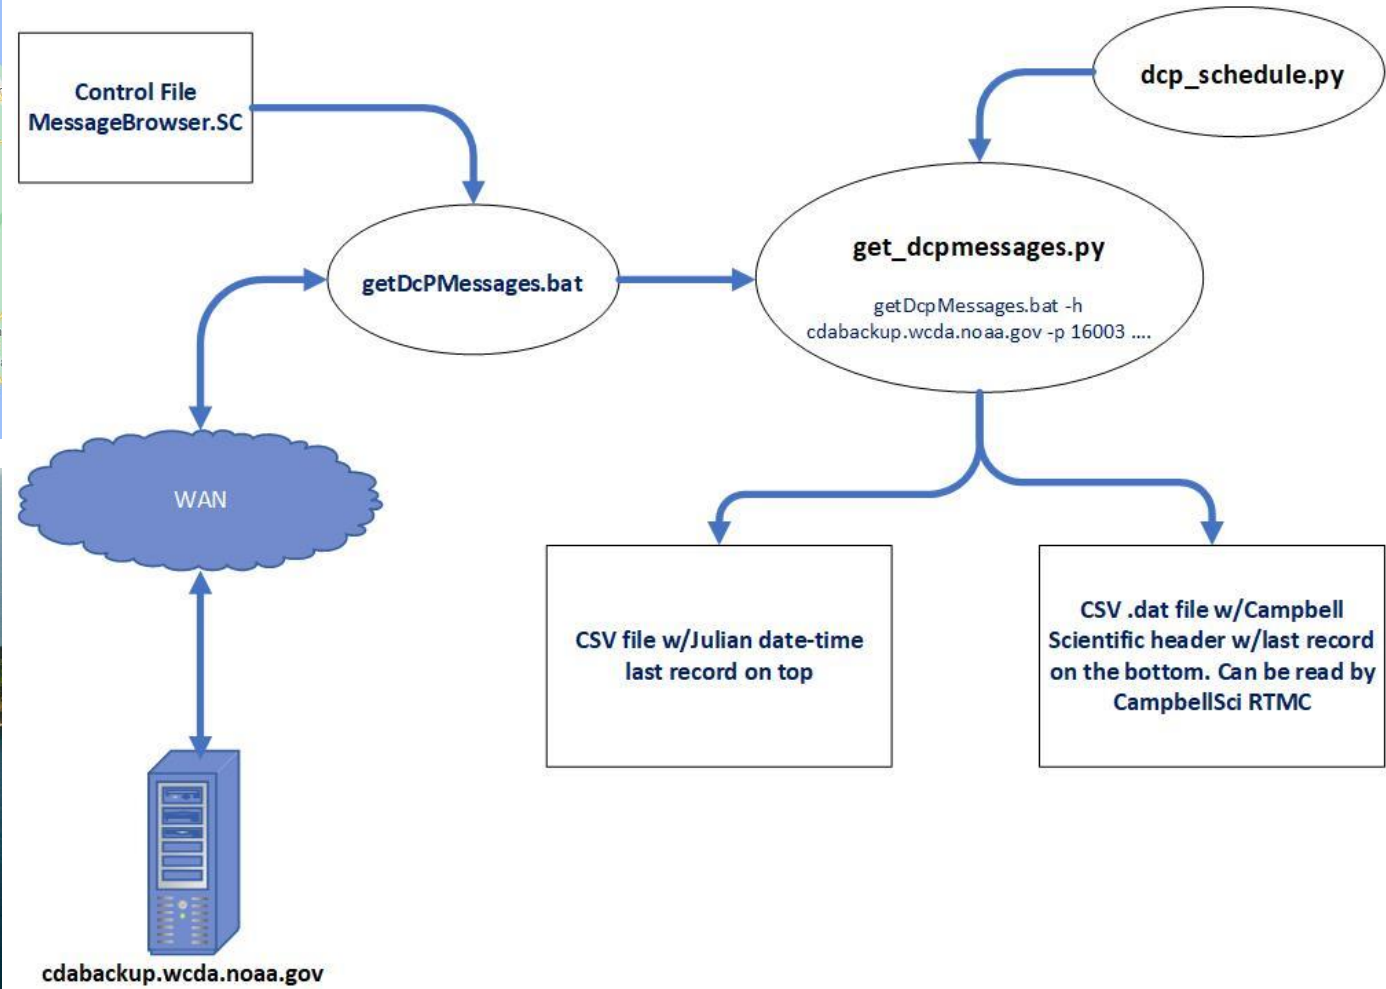 Control File
MessageBrowser.SC
dcp_schedule.py
getDcPMessages.bat
get_dcpmessages.py
getDcpMessages.bat -h
cdabackup.wcda.noaa.gov -p 16003 ....
WAN
CSV file w/Julian date-time
last record on top
CSV .dat file w/Campbell
Scientific header w/last record
on the bottom. Can be read by
CampbellSci RTMC
cdabackup.wcda.noaa.gov